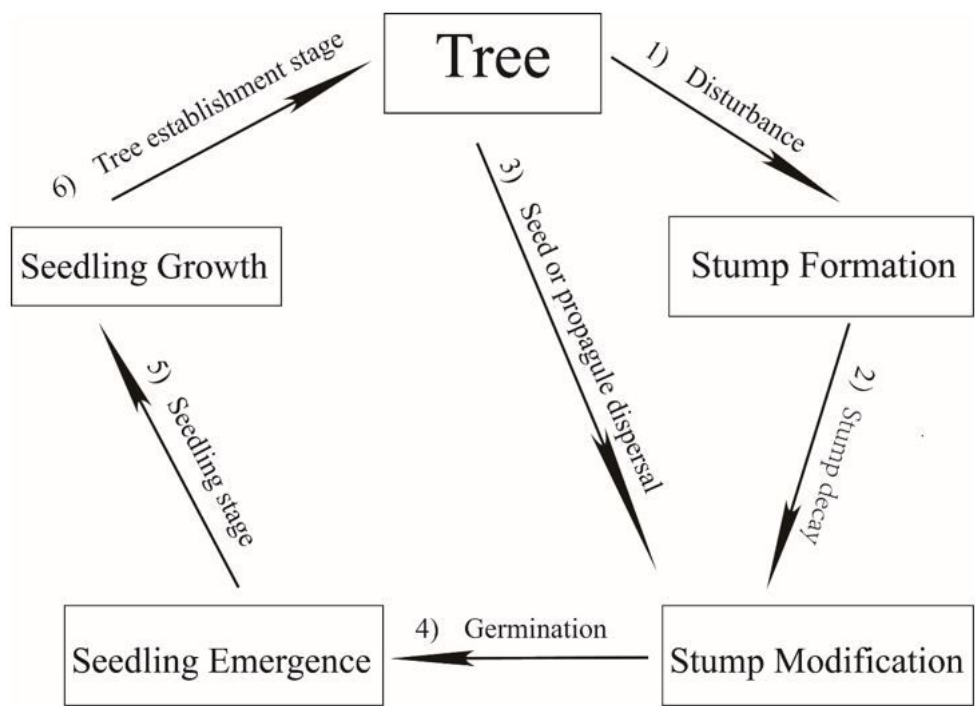 Tree
1) Disturbance
Stump Formation
2) Stump decay
3) Seed or propagule dispersal
Stump Modification
4) Germination
Seedling Emergence
5) Seedling stage
Seedling Growth
6) Tree establishment stage